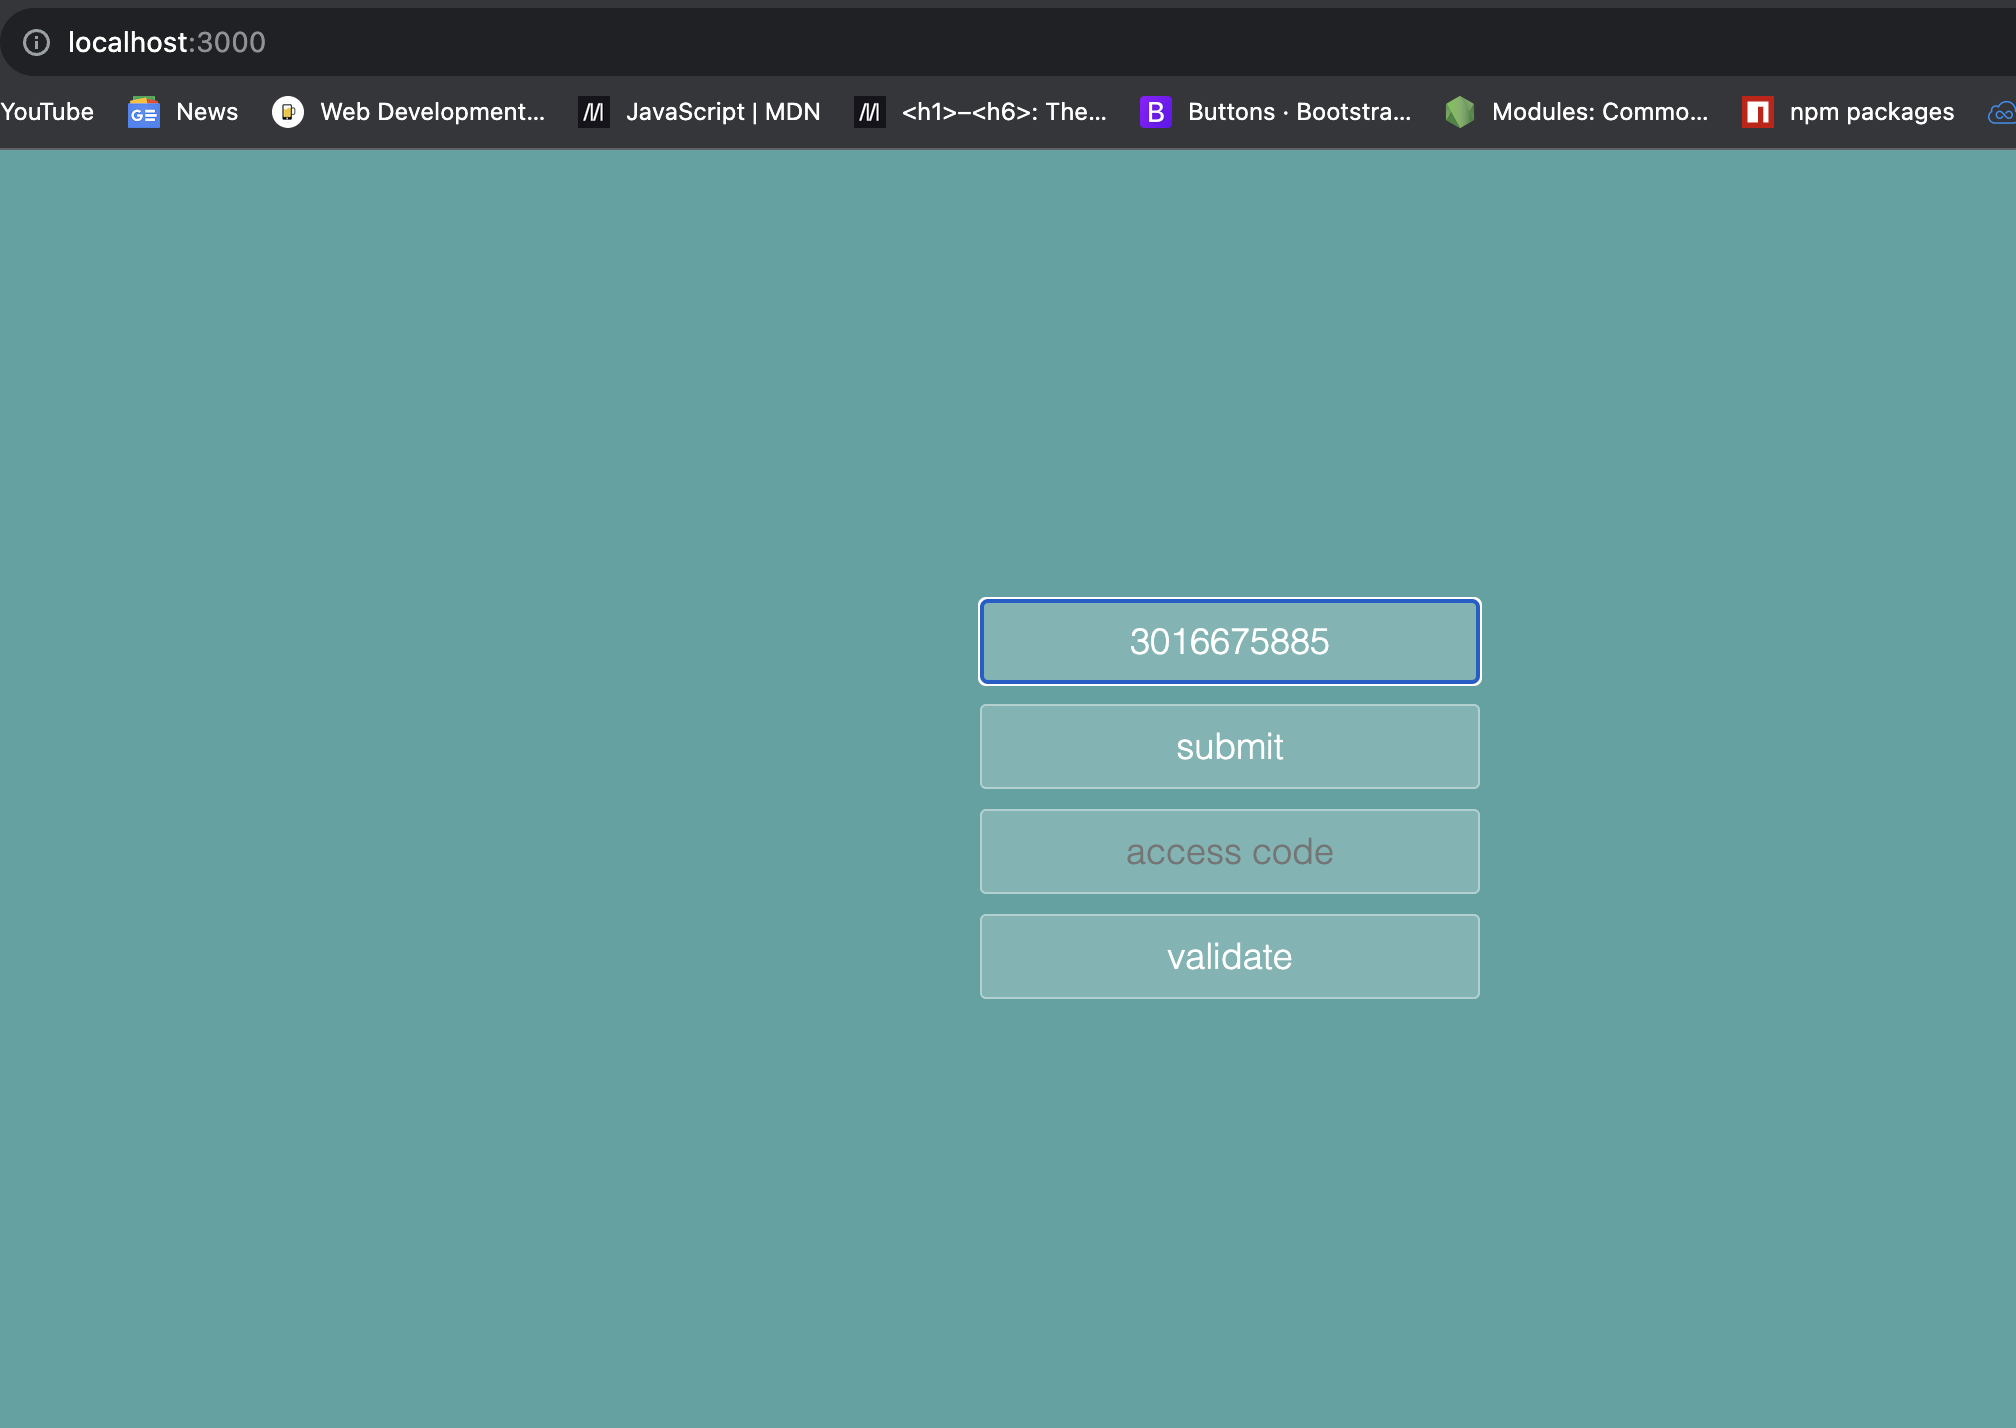 localhost:3000
YouTube News Web Development... JavaScript | MDN <h1>–<h6>: The... B Buttons · Bootstra... Modules: Commo... npm packages
3016675885
submit
access code
validate